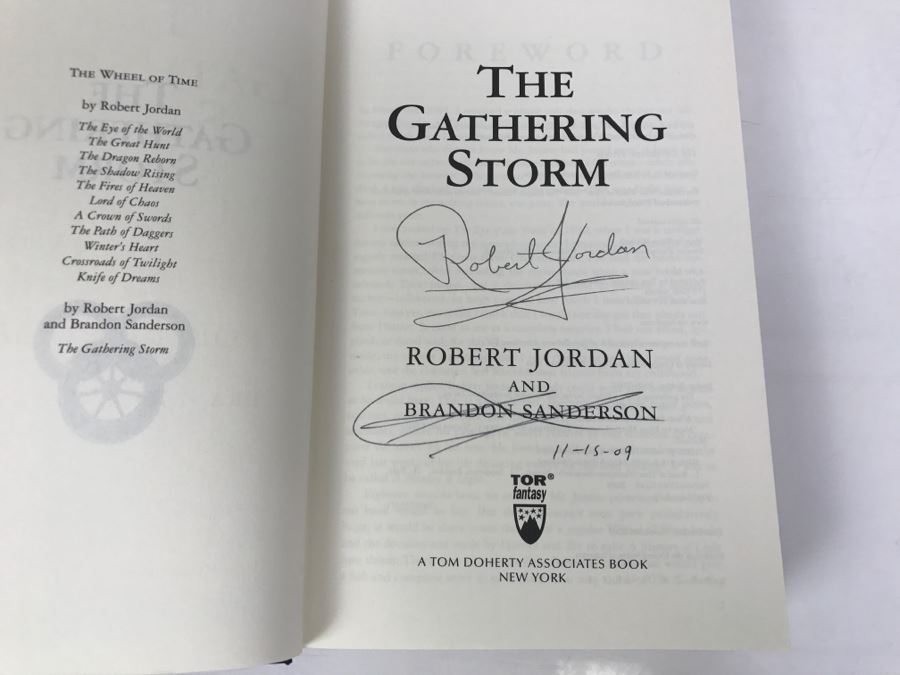 THE WHEEL OF TIME
by Robert Jordan
The Eye of the World
The Great Hunt
The Dragon Reborn
The Shadow Rising
The Fires of Heaven
Lord of Chaos
A Crown of Swords
The Path of Daggers
Winter's Heart
Crossroads of Twilight
Knife of Dreams
by Robert Jordan
and Brandon Sanderson
The Gathering Storm
FOREWORD
THE
GATHERING
STORM
Robert Jordan
ROBERT JORDAN
AND
BRANDON SANDERSON
11-15-09
TOR®
fantasy
A TOM DOHERTY ASSOCIATES BOOK
NEW YORK